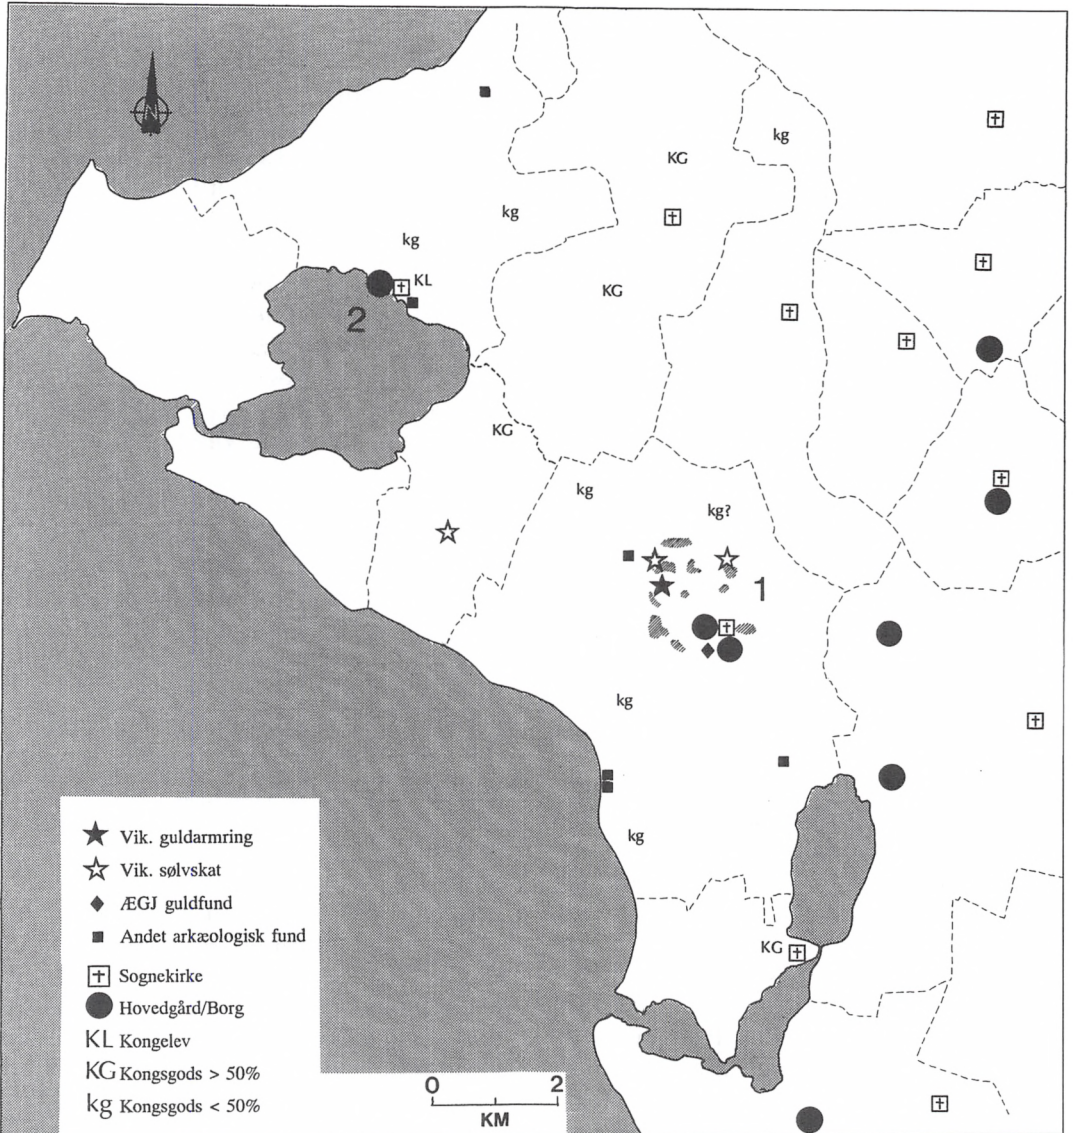 N
kg
KG
kg
kg
KL
2
KG
KG
kg
kg?
1
kg
kg
KG
Vik. guldarmring
Vik. sølvskat
ÆGJ guldfund
Andet arkæologisk fund
Sognekirke
Hovedgård/Borg
KL Kongelev
KG Kongsgods > 50%
kg Kongsgods < 50%
0 2
KM